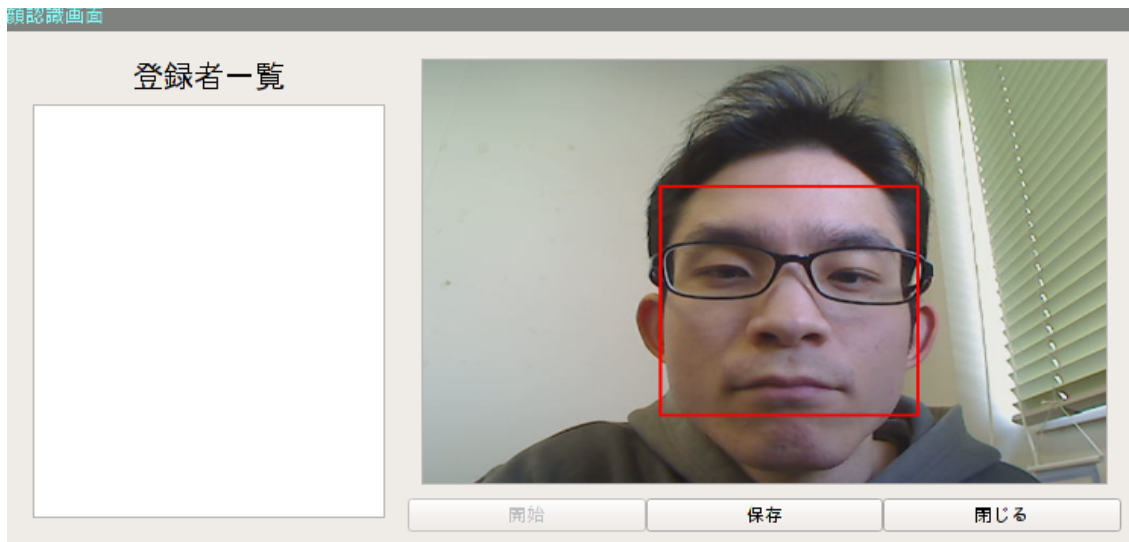 顔認識画面
登録者一覧
開始
保存
閉じる